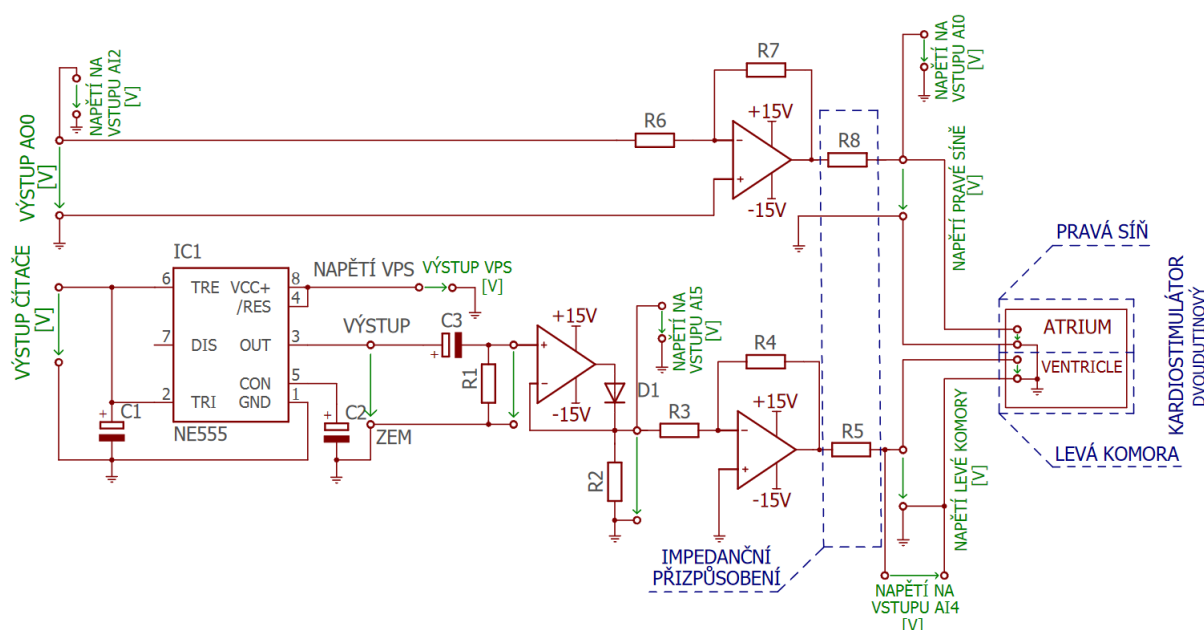 NAPĚTÍ NA
VSTUPU AI2
[V]
VÝSTUP AO0
[V]
R6
R7
+15V
-15V
R8
NAPĚTÍ NA
VSTUPU AI0
[V]
NAPĚTÍ PRAVÉ SÍNĚ
[V]
PRAVÁ SÍŇ
VÝSTUP ČÍTAČE
[V]
IC1
6
TRE
VCC+
8
/RES
4
7
DIS
OUT
3
CON
5
2
TRI
GND
1
NE555
C1
+
NAPĚTÍ VPS
VÝSTUP VPS
[V]
VÝSTUP
C3
+
R1
C2
+
ZEM
+15V
-15V
D1
R2
NAPĚTÍ NA
VSTUPU AI5
[V]
R3
R4
+15V
-15V
R5
IMPEDANČNÍ
PŘIZPŮSOBENÍ
NAPĚTÍ LEVÉ KOMORY
[V]
NAPĚTÍ NA
VSTUPU AI4
[V]
ATRIUM
VENTRICLE
KARDIOSTIMULÁTOR
DVOUDUTINOVÝ
LEVÁ KOMORA